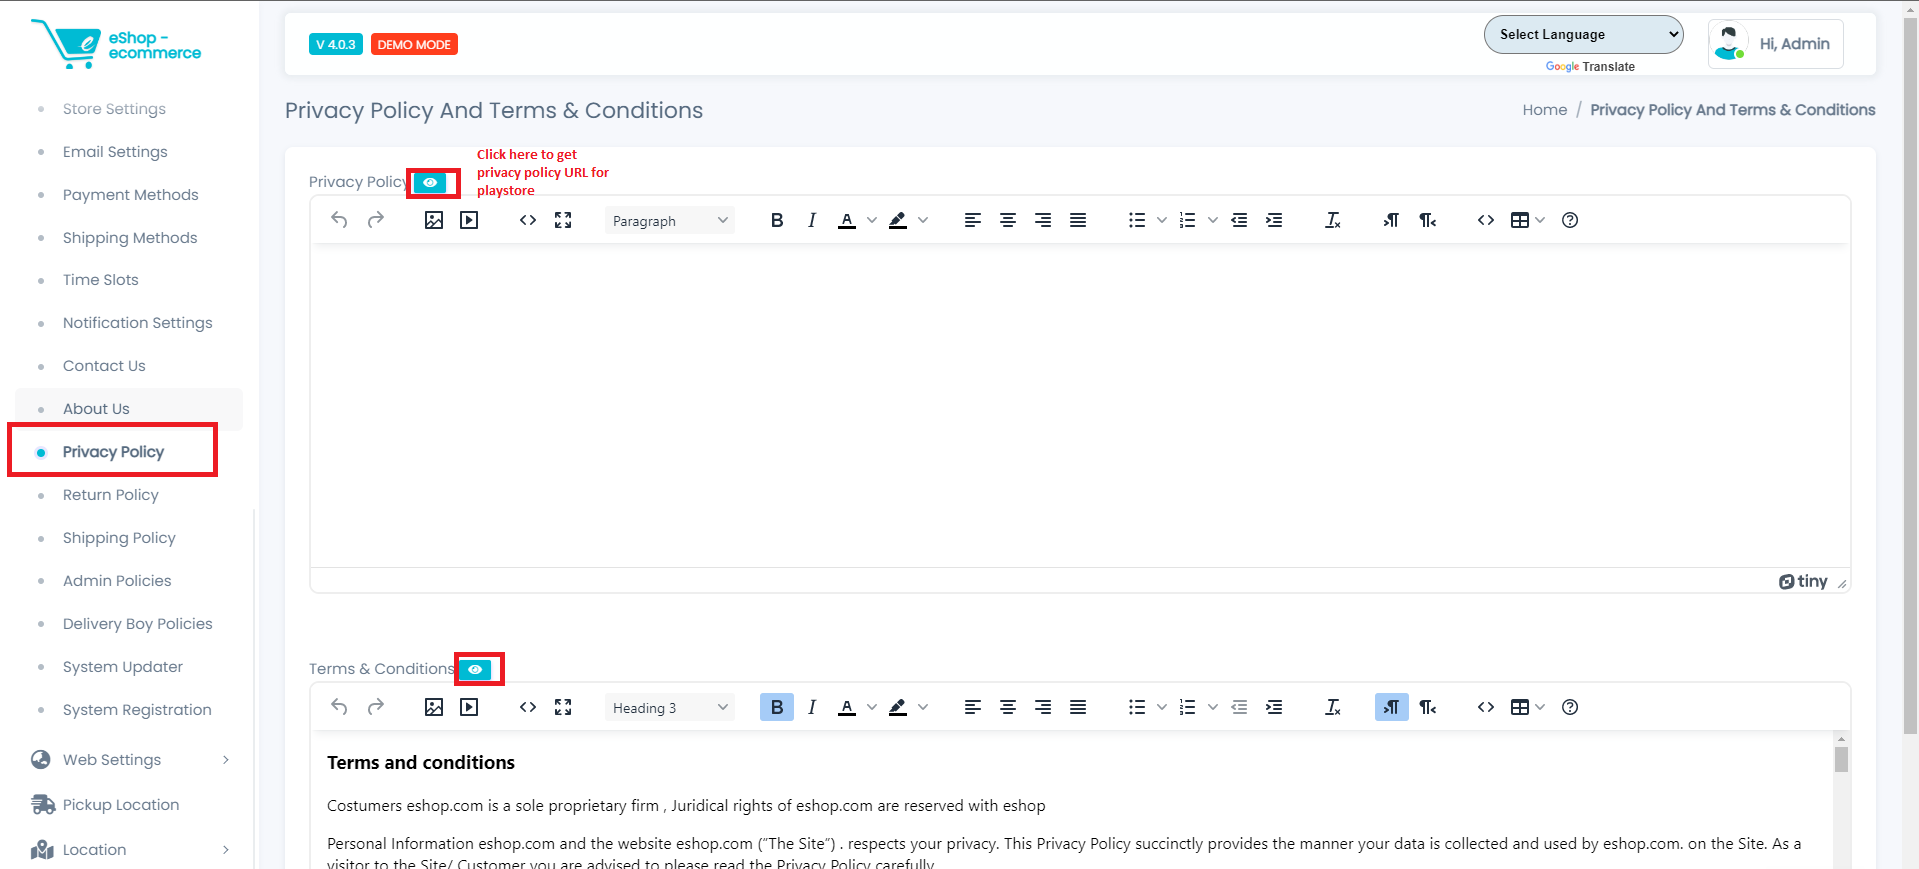 eShop -
ecommerce
V 4.0.3
DEMO MODE
Select Language
Google Translate
Hi, Admin
Store Settings
Email Settings
Payment Methods
Shipping Methods
Time Slots
Notification Settings
Contact Us
About Us
Privacy Policy
Return Policy
Shipping Policy
Admin Policies
Delivery Boy Policies
System Updater
System Registration
Web Settings
Pickup Location
Location
Privacy Policy And Terms & Conditions
Home / Privacy Policy And Terms & Conditions
Click here to get
privacy policy URL for
playstore
Privacy Policy
Paragraph
tiny
Terms & Conditions
Heading 3
Terms and conditions
Costumers eshop.com is a sole proprietary firm , Juridical rights of eshop.com are reserved with eshop
Personal Information eshop.com and the website eshop.com (“The Site”) . respects your privacy. This Privacy Policy succinctly provides the manner your data is collected and used by eshop.com. on the Site. As a
visitor to the Site/ Customer you are advised to please read the Privacy Policy carefully.